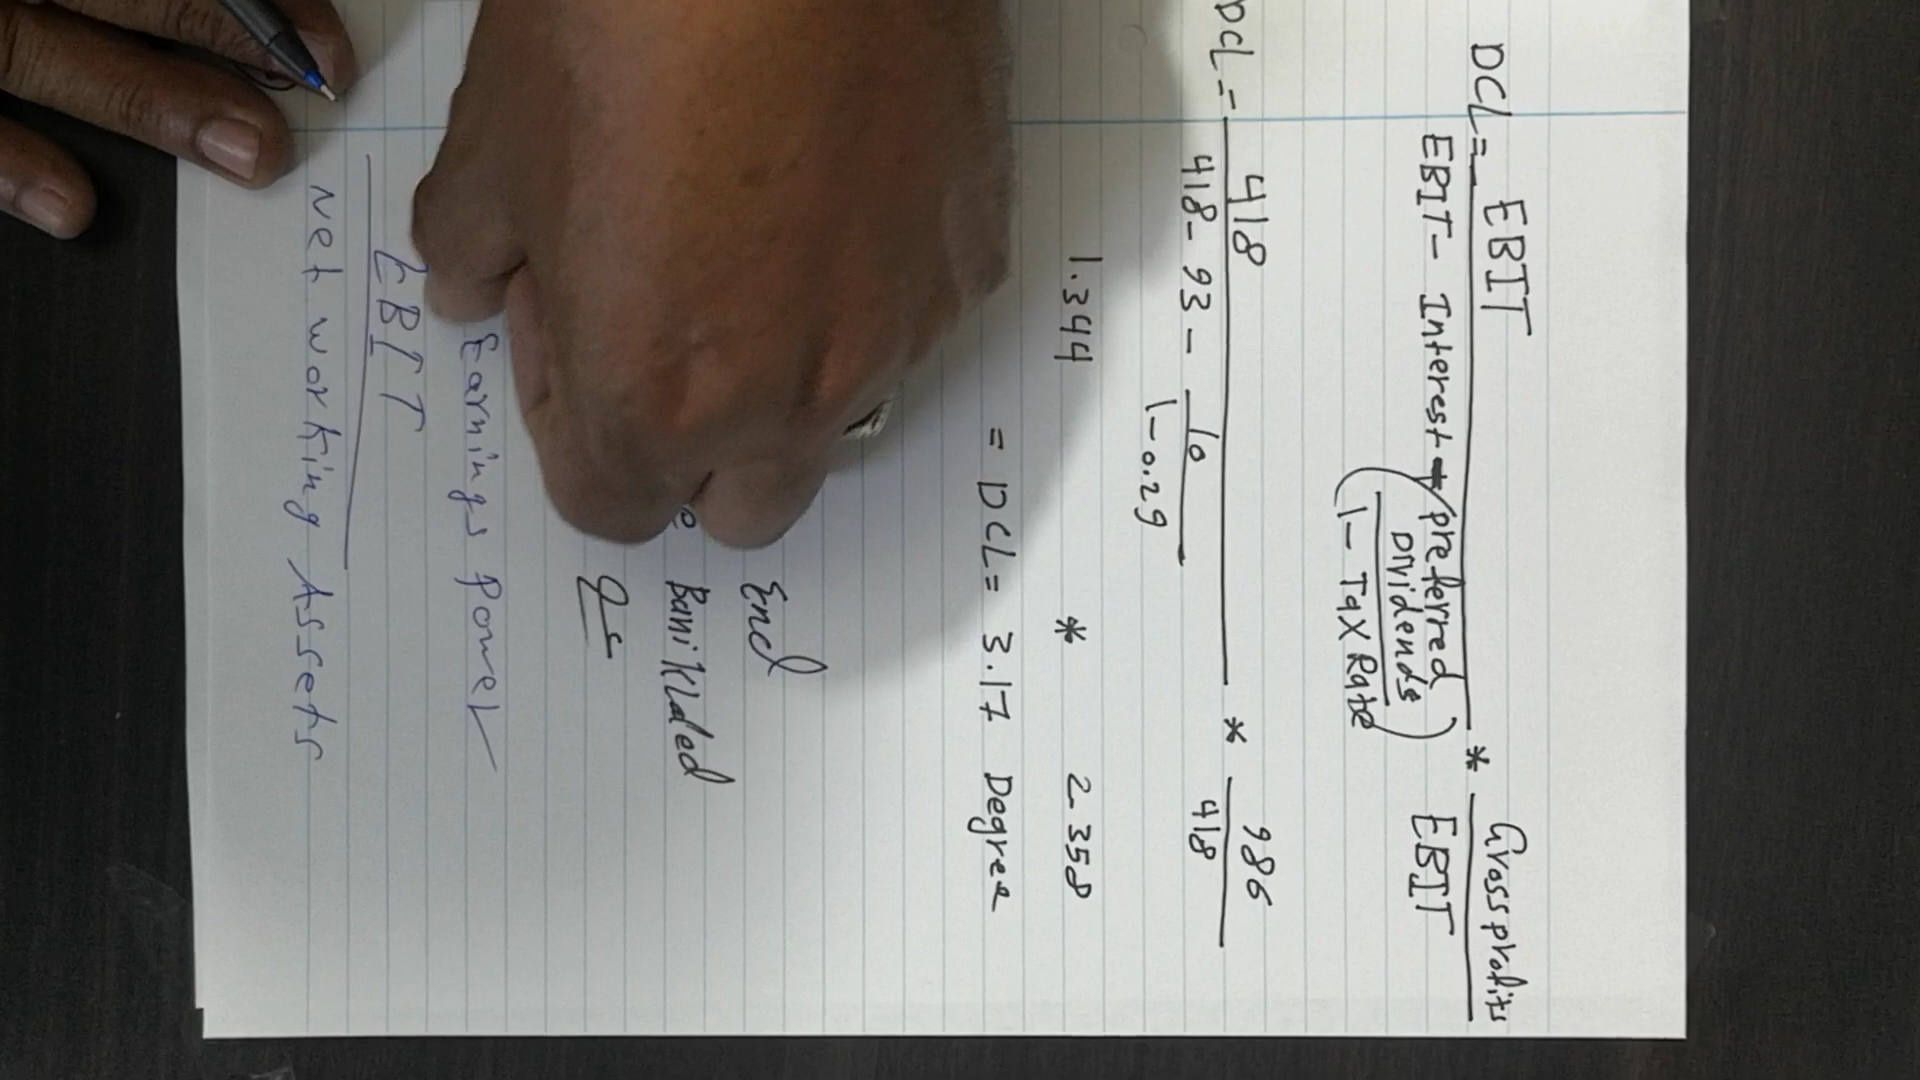 DCL = EBIT * Gross profits
EBIT - Interest - (preferred Dividends EBIT
1 - Tax Rate)
DCL = 418 * 986
418 - 93 - 10 418
1 - 0.29
1.344 * 2 358
= DCL = 3.17 Degree
End
Bani Khaled
Earnings power
EBIT
Net working Assets